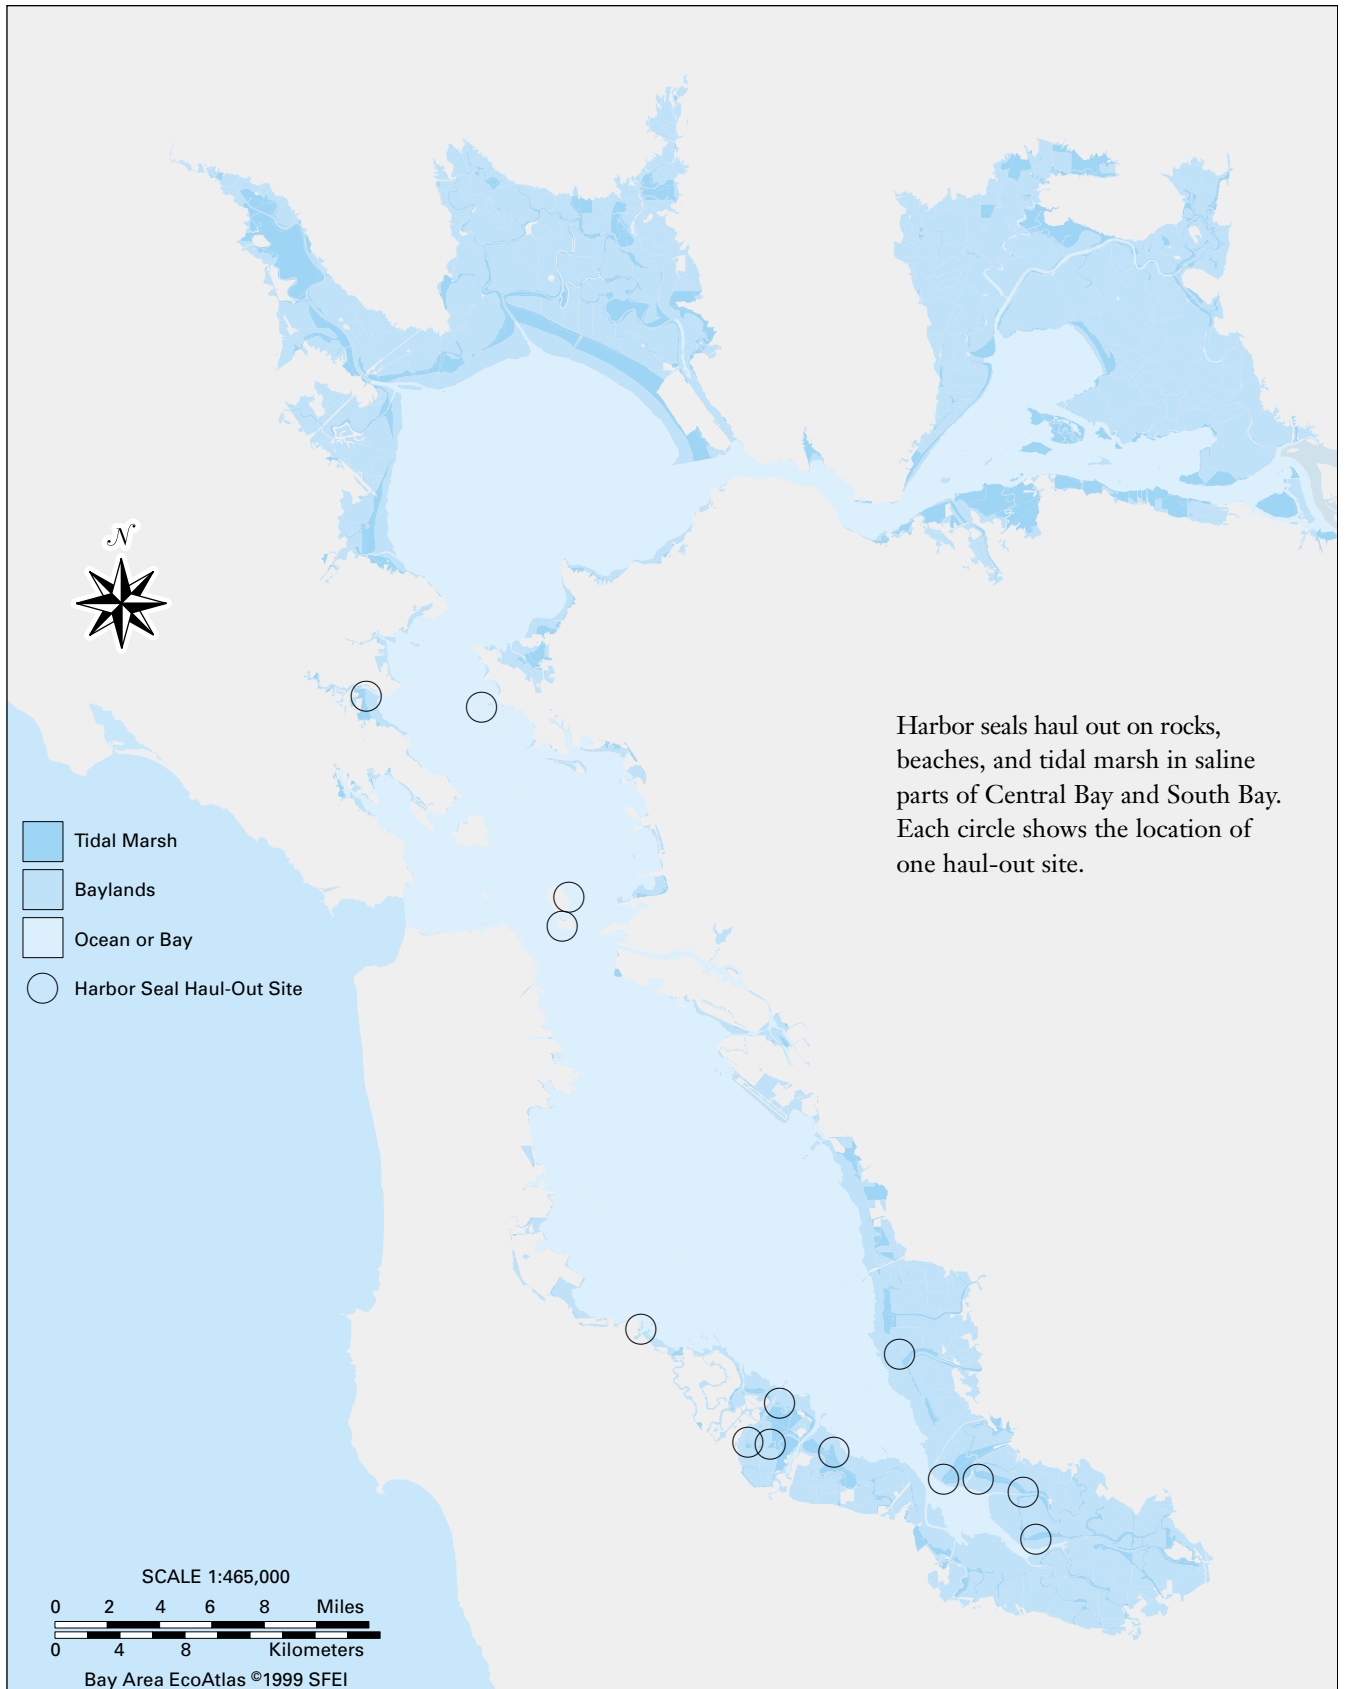 N
Harbor seals haul out on rocks,
beaches, and tidal marsh in saline
parts of Central Bay and South Bay.
Each circle shows the location of
one haul-out site.
Tidal Marsh
Baylands
Ocean or Bay
Harbor Seal Haul-Out Site
SCALE 1:465,000
0 2 4 6 8 Miles
0 4 8 Kilometers
Bay Area EcoAtlas ©1999 SFEI